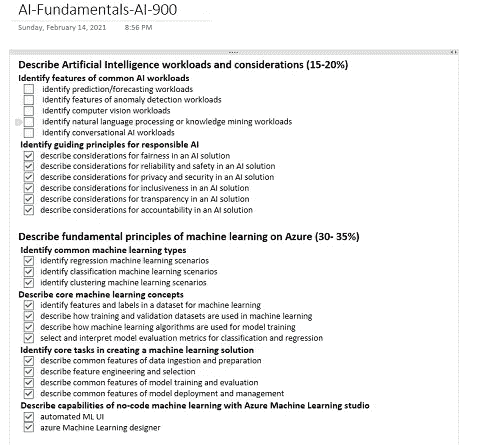 AI-Fundamentals-AI-900
Sunday, February 14, 2021 8:56 PM
Describe Artificial Intelligence workloads and considerations (15-20%)
Identify features of common AI workloads
identify prediction/forecasting workloads
identify features of anomaly detection workloads
identify computer vision workloads
identify natural language processing or knowledge mining workloads
identify conversational AI workloads
Identify guiding principles for responsible AI
describe considerations for fairness in an AI solution
describe considerations for reliability and safety in an AI solution
describe considerations for privacy and security in an AI solution
describe considerations for inclusiveness in an AI solution
describe considerations for transparency in an AI solution
describe considerations for accountability in an AI solution
Describe fundamental principles of machine learning on Azure (30- 35%)
Identify common machine learning types
identify regression machine learning scenarios
identify classification machine learning scenarios
identify clustering machine learning scenarios
Describe core machine learning concepts
identify features and labels in a dataset for machine learning
describe how training and validation datasets are used in machine learning
describe how machine learning algorithms are used for model training
select and interpret model evaluation metrics for classification and regression
Identify core tasks in creating a machine learning solution
describe common features of data ingestion and preparation
describe feature engineering and selection
describe common features of model training and evaluation
describe common features of model deployment and management
Describe capabilities of no-code machine learning with Azure Machine Learning studio
automated ML UI
azure Machine Learning designer